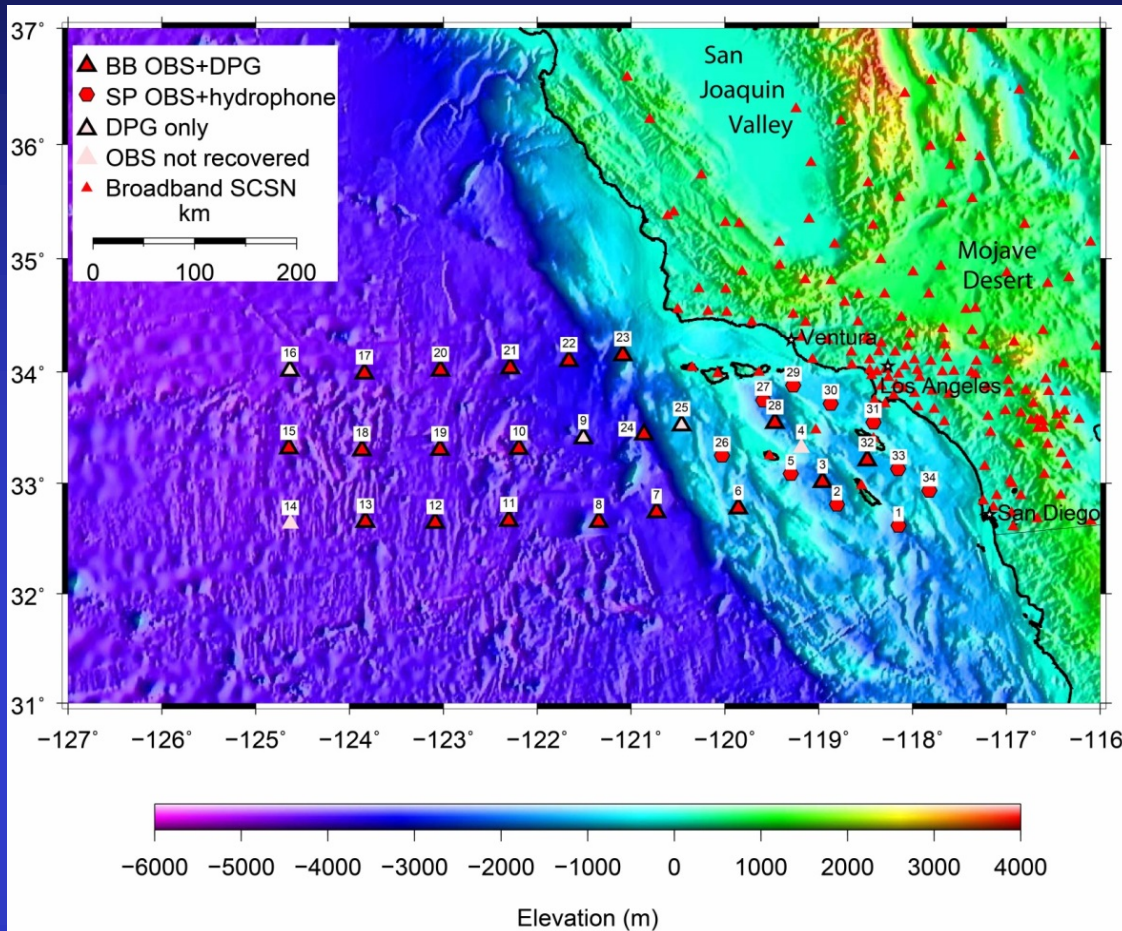 37°
36°
35°
34°
33°
32°
31°
BB OBS+DPG
SP OBS+hydrophone
DPG only
OBS not recovered
Broadband SCSN
km
0 100 200
San
Joaquin
Valley
Mojave
Desert
Ventura
Los Angeles
San Diego
16 17 20 21 22 23
15 18 19 10 9 24 25 26
14 13 12 11 8 7 6
27 29 30
28 31
4 32
5 3 2 33 34
1
−127 −126 −125 −124 −123 −122 −121 −120 −119 −118 −117 −116
−6000 −5000 −4000 −3000 −2000 −1000 0 1000 2000 3000 4000
Elevation (m)